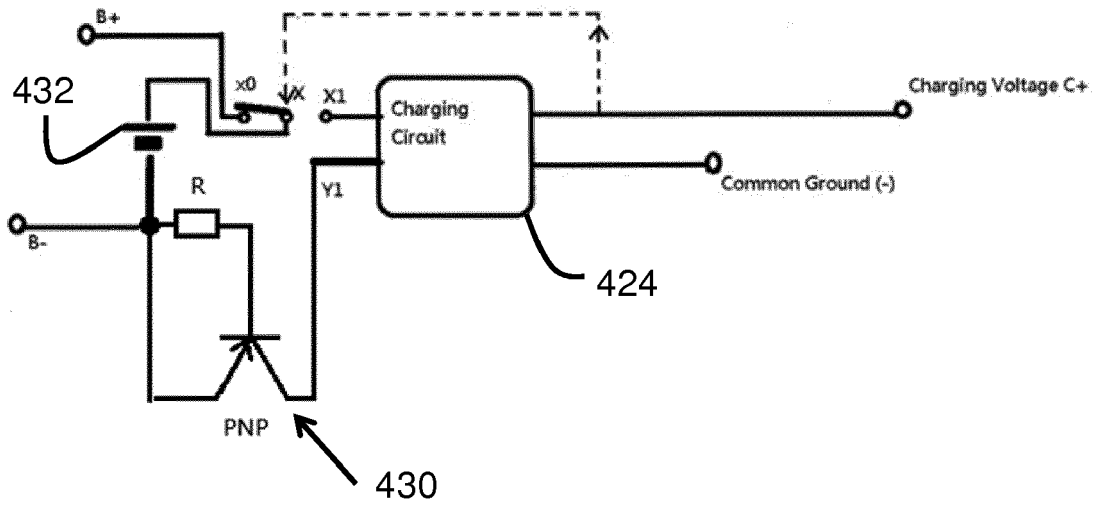 B+
432
x0
X
X1
Charging
Circuit
Charging Voltage C+
Y1
Common Ground (-)
R
B-
424
PNP
430